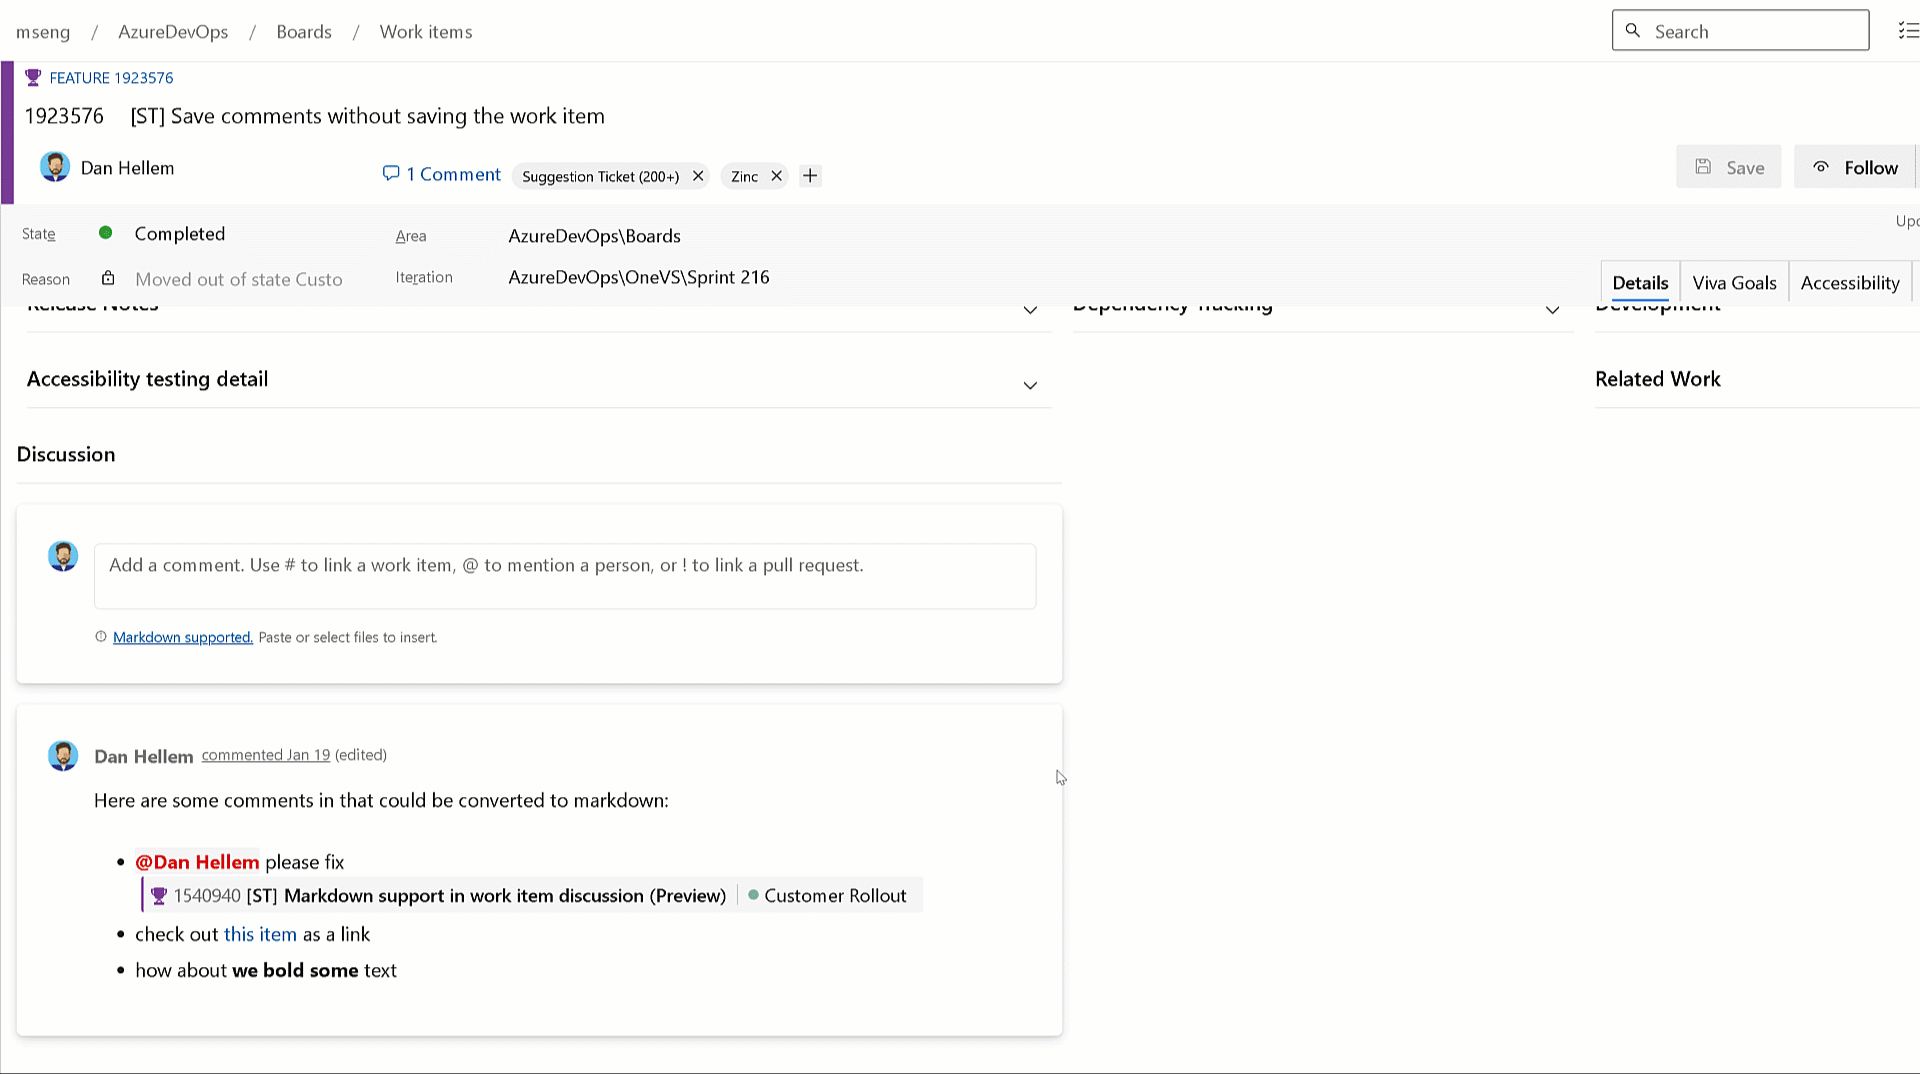 mseng / AzureDevOps / Boards / Work items
Search
FEATURE 1923576
1923576 [ST] Save comments without saving the work item
Dan Hellem
1 Comment
Suggestion Ticket (200+)
Zinc
Save
Follow
State
Completed
Area
AzureDevOps\Boards
Upd
Reason
Moved out of state Custo
Iteration
AzureDevOps\OneVS\Sprint 216
Details
Viva Goals
Accessibility
Release Notes
Dependency Tracking
Development
Accessibility testing detail
Related Work
Discussion
Add a comment. Use # to link a work item, @ to mention a person, or ! to link a pull request.
Markdown supported. Paste or select files to insert.
Dan Hellem commented Jan 19 (edited)
Here are some comments in that could be converted to markdown:
• @Dan Hellem please fix
1540940 [ST] Markdown support in work item discussion (Preview) Customer Rollout
• check out this item as a link
• how about we bold some text